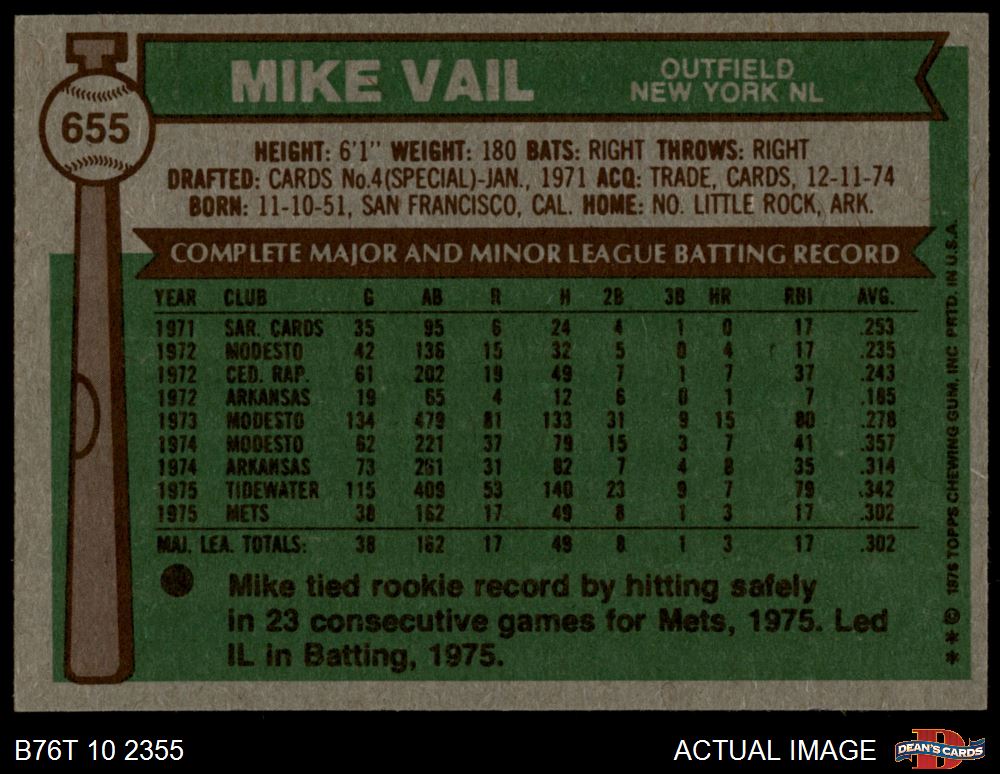 655
MIKE VAIL
OUTFIELD
NEW YORK NL
HEIGHT: 6'1" WEIGHT: 180 BATS: RIGHT THROWS: RIGHT
DRAFTED: CARDS No.4(SPECIAL)-JAN., 1971 ACQ: TRADE, CARDS, 12-11-74
BORN: 11-10-51, SAN FRANCISCO, CAL. HOME: NO. LITTLE ROCK, ARK.
COMPLETE MAJOR AND MINOR LEAGUE BATTING RECORD
YEAR CLUB G AB R H 2B 3B HR RBI AVG.
1971 SAR. CARDS 35 95 6 24 4 1 0 17 .253
1972 MODESTO 42 136 15 32 5 0 4 17 .235
1972 CED. RAP. 61 202 19 49 7 1 7 37 .243
1972 ARKANSAS 19 65 4 12 6 0 1 7 .185
1973 MODESTO 134 479 81 133 31 9 15 80 .278
1974 MODESTO 62 221 37 79 15 3 7 41 .357
1974 ARKANSAS 73 261 31 82 7 4 8 35 .314
1975 TIDEWATER 115 409 53 140 23 9 7 79 .342
1975 METS 38 162 17 49 8 1 3 17 .302
MAJ. LEA. TOTALS: 38 162 17 49 8 1 3 17 .302
Mike tied rookie record by hitting safely
in 23 consecutive games for Mets, 1975. Led
IL in Batting, 1975.
* * © 1976 TOPPS CHEWING GUM, INC PRTD. IN U.S.A.
B76T 10 2355
ACTUAL IMAGE
D
DEAN'S CARDS